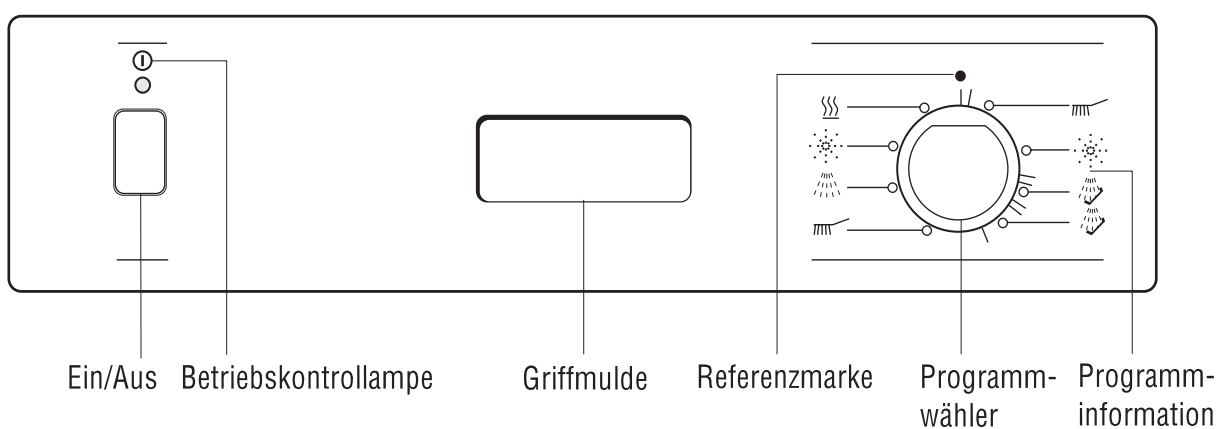 Ein/Aus Betriebskontrollampe Griffmulde Referenzmarke Programm- Programm-
wähler information